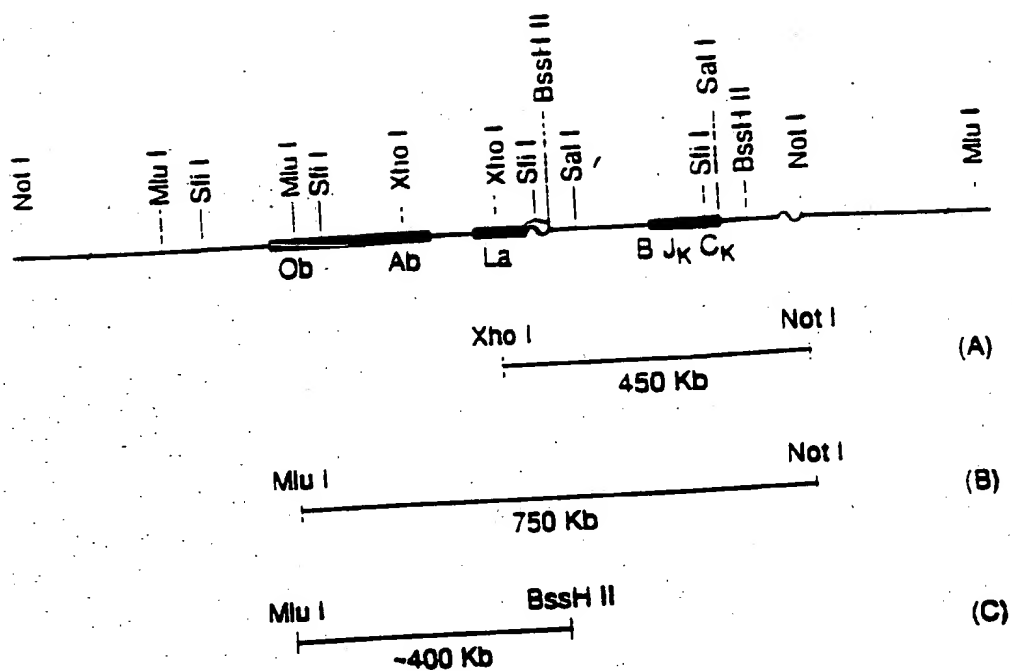 Not I
Mlu I
Sfi I
Mlu I
Sfi I
Xho I
Xho I
Sfi I
BssH II
Sal I
Sfi I
Sal I
BssH II
Not I
Mlu I
Ob
Ab
La
B JK CK
Xho I
Not I
450 Kb
(A)
Mlu I
Not I
750 Kb
(B)
Mlu I
BssH II
~400 Kb
(C)